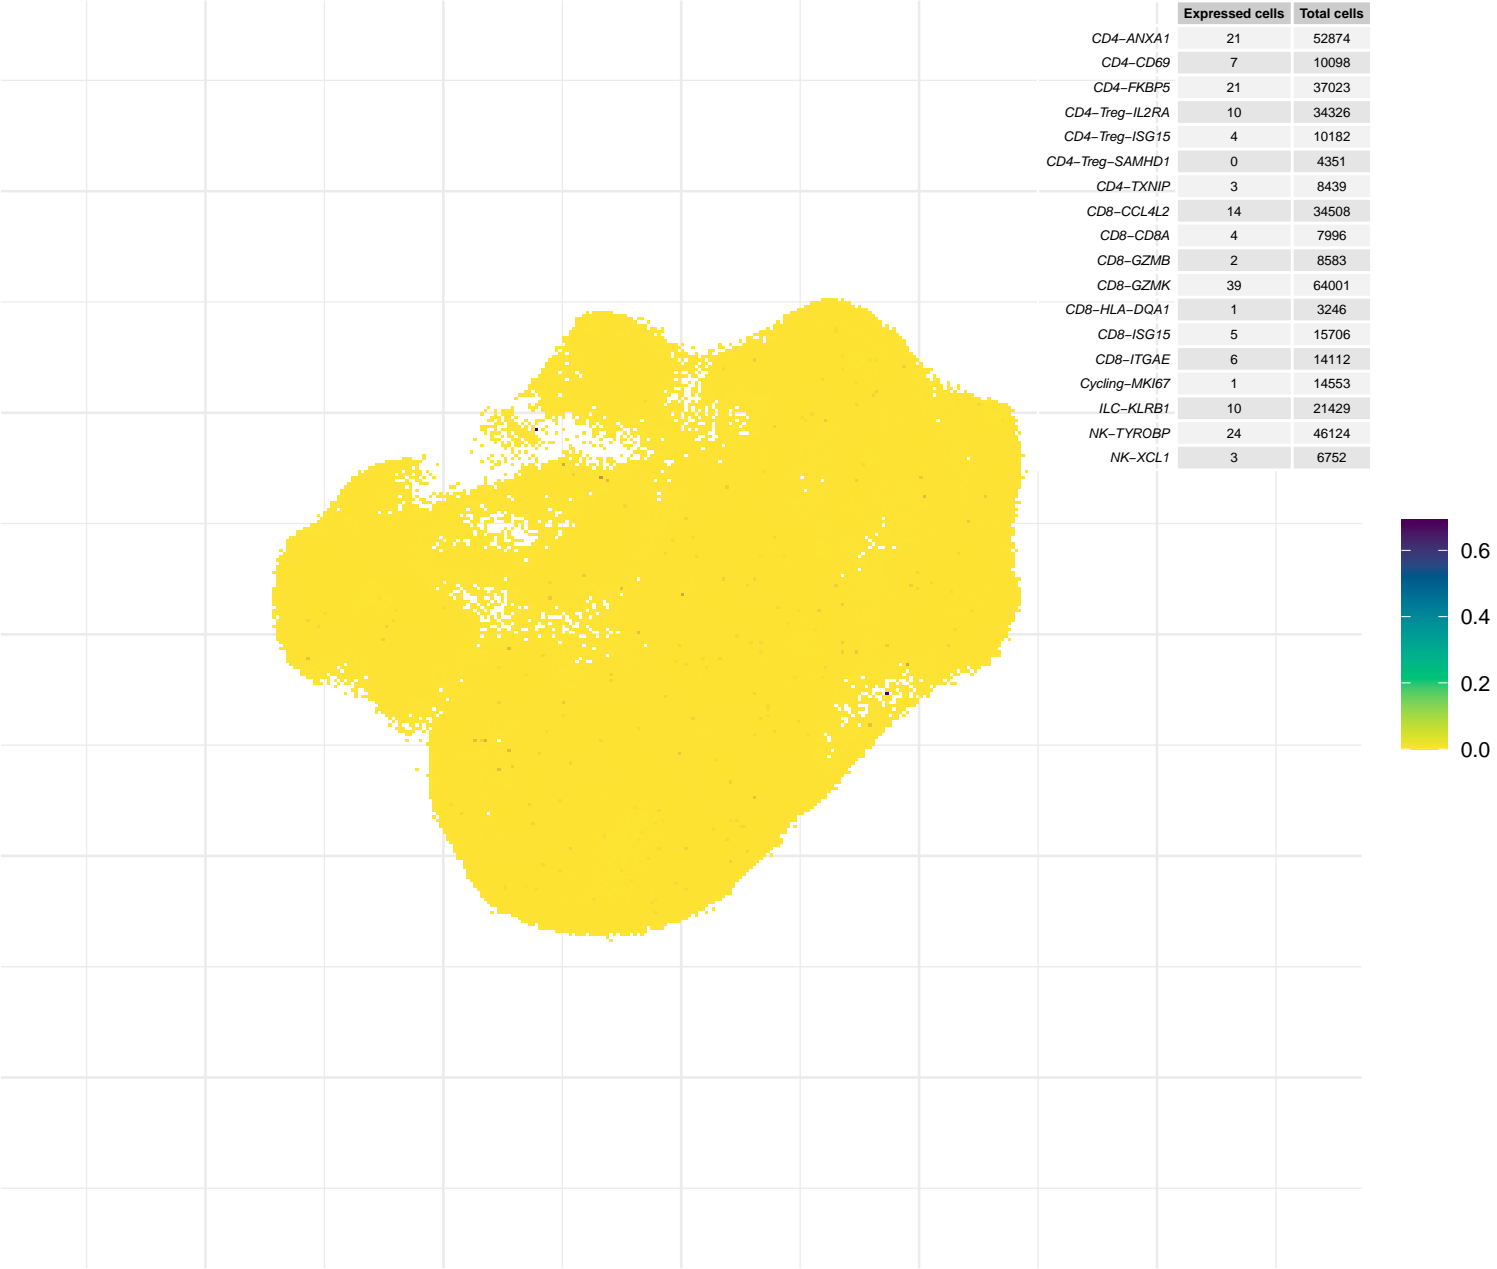 Expressed cells Total cells
CD4−ANXA1 21 52874
CD4−CD69 7 10098
CD4−FKBP5 21 37023
CD4−Treg−IL2RA 10 34326
CD4−Treg−ISG15 4 10182
CD4−Treg−SAMHD1 0 4351
CD4−TXNIP 3 8439
CD8−CCL4L2 14 34508
CD8−CD8A 4 7996
CD8−GZMB 2 8583
CD8−GZMK 39 64001
CD8−HLA−DQA1 1 3246
CD8−ISG15 5 15706
CD8−ITGAE 6 14112
Cycling−MKI67 1 14553
ILC−KLRB1 10 21429
NK−TYROBP 24 46124
NK−XCL1 3 6752
0.6
0.4
0.2
0.0